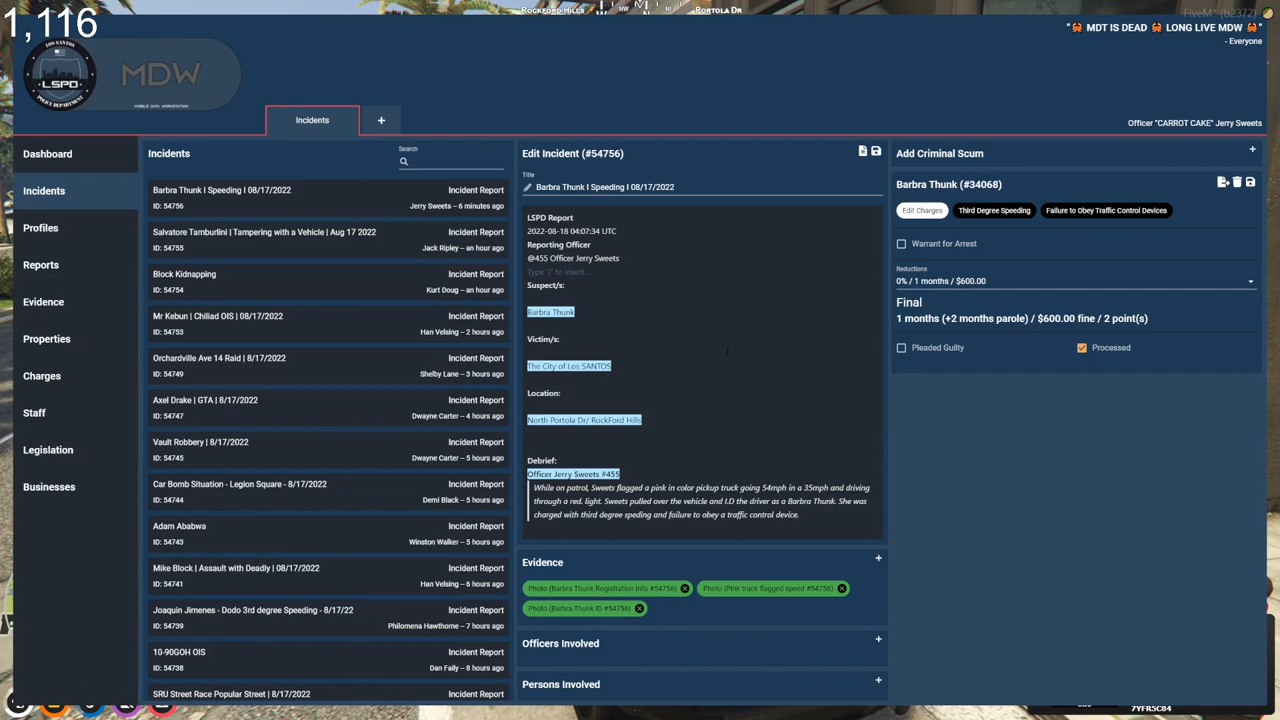 1,116
ROCKFORD HILLS
NW
N
NE
PORTOLA DR
FiveM® (b2372)
" MDT IS DEAD LONG LIVE MDW "
- Everyone
LOS SANTOS
LSPD
POLICE DEPARTMENT
MDW
MOBILE DATA WORKSTATION
Incidents
+
Officer "CARROT CAKE" Jerry Sweets
Dashboard
Incidents
Profiles
Reports
Evidence
Properties
Charges
Staff
Legislation
Businesses
Incidents
Search
Barbra Thunk I Speeding I 08/17/2022 Incident Report
ID: 54756 Jerry Sweets – 6 minutes ago
Salvatore Tamburlini | Tampering with a Vehicle | Aug 17 2022 Incident Report
ID: 54755 Jack Ripley – an hour ago
Block Kidnapping Incident Report
ID: 54754 Kurt Doug – an hour ago
Mr Kebun | Chiliad OIS | 08/17/2022 Incident Report
ID: 54753 Han Velsing – 2 hours ago
Orchardville Ave 14 Raid | 8/17/2022 Incident Report
ID: 54749 Shelby Lane – 3 hours ago
Axel Drake | GTA | 8/17/2022 Incident Report
ID: 54747 Dwayne Carter – 4 hours ago
Vault Robbery | 8/17/2022 Incident Report
ID: 54745 Dwayne Carter – 5 hours ago
Car Bomb Situation - Legion Square - 8/17/2022 Incident Report
ID: 54744 Demi Black – 5 hours ago
Adam Ababwa Incident Report
ID: 54743 Winston Walker – 5 hours ago
Mike Block | Assault with Deadly | 08/17/2022 Incident Report
ID: 54741 Han Velsing – 6 hours ago
Joaquin Jimenes - Dodo 3rd degree Speeding - 8/17/22 Incident Report
ID: 54739 Philomena Hawthorne – 7 hours ago
10-90GOH OIS Incident Report
ID: 54738 Dan Faily – 8 hours ago
SRU Street Race Popular Street | 8/17/2022 Incident Report
Edit Incident (#54756)
Title
Barbra Thunk I Speeding I 08/17/2022
LSPD Report
2022-08-18 04:07:34 UTC
Reporting Officer
@455 Officer Jerry Sweets
Type '/' to insert...
Suspect/s:
Barbra Thunk
Victim/s:
The City of Los SANTOS
Location:
North Portola Dr/ RockFord Hills
Debrief:
Officer Jerry Sweets #455
While on patrol, Sweets flagged a pink in color pickup truck going 54mph in a 35mph and driving
through a red. light. Sweets pulled over the vehicle and I.D the driver as a Barbra Thunk. She was
charged with third degree speding and failure to obey a traffic control device.
Evidence +
Photo (Barbra Thunk Registration Info #54756) Photo (Pink truck flagged speed #54756)
Photo (Barbra Thunk ID #54756)
Officers Involved +
Persons Involved +
Add Criminal Scum +
Barbra Thunk (#34068)
Edit Charges Third Degree Speeding Failure to Obey Traffic Control Devices
Warrant for Arrest
Reductions
0% / 1 months / $600.00
Final
1 months (+2 months parole) / $600.00 fine / 2 point(s)
Pleaded Guilty Processed
7YFR5C84